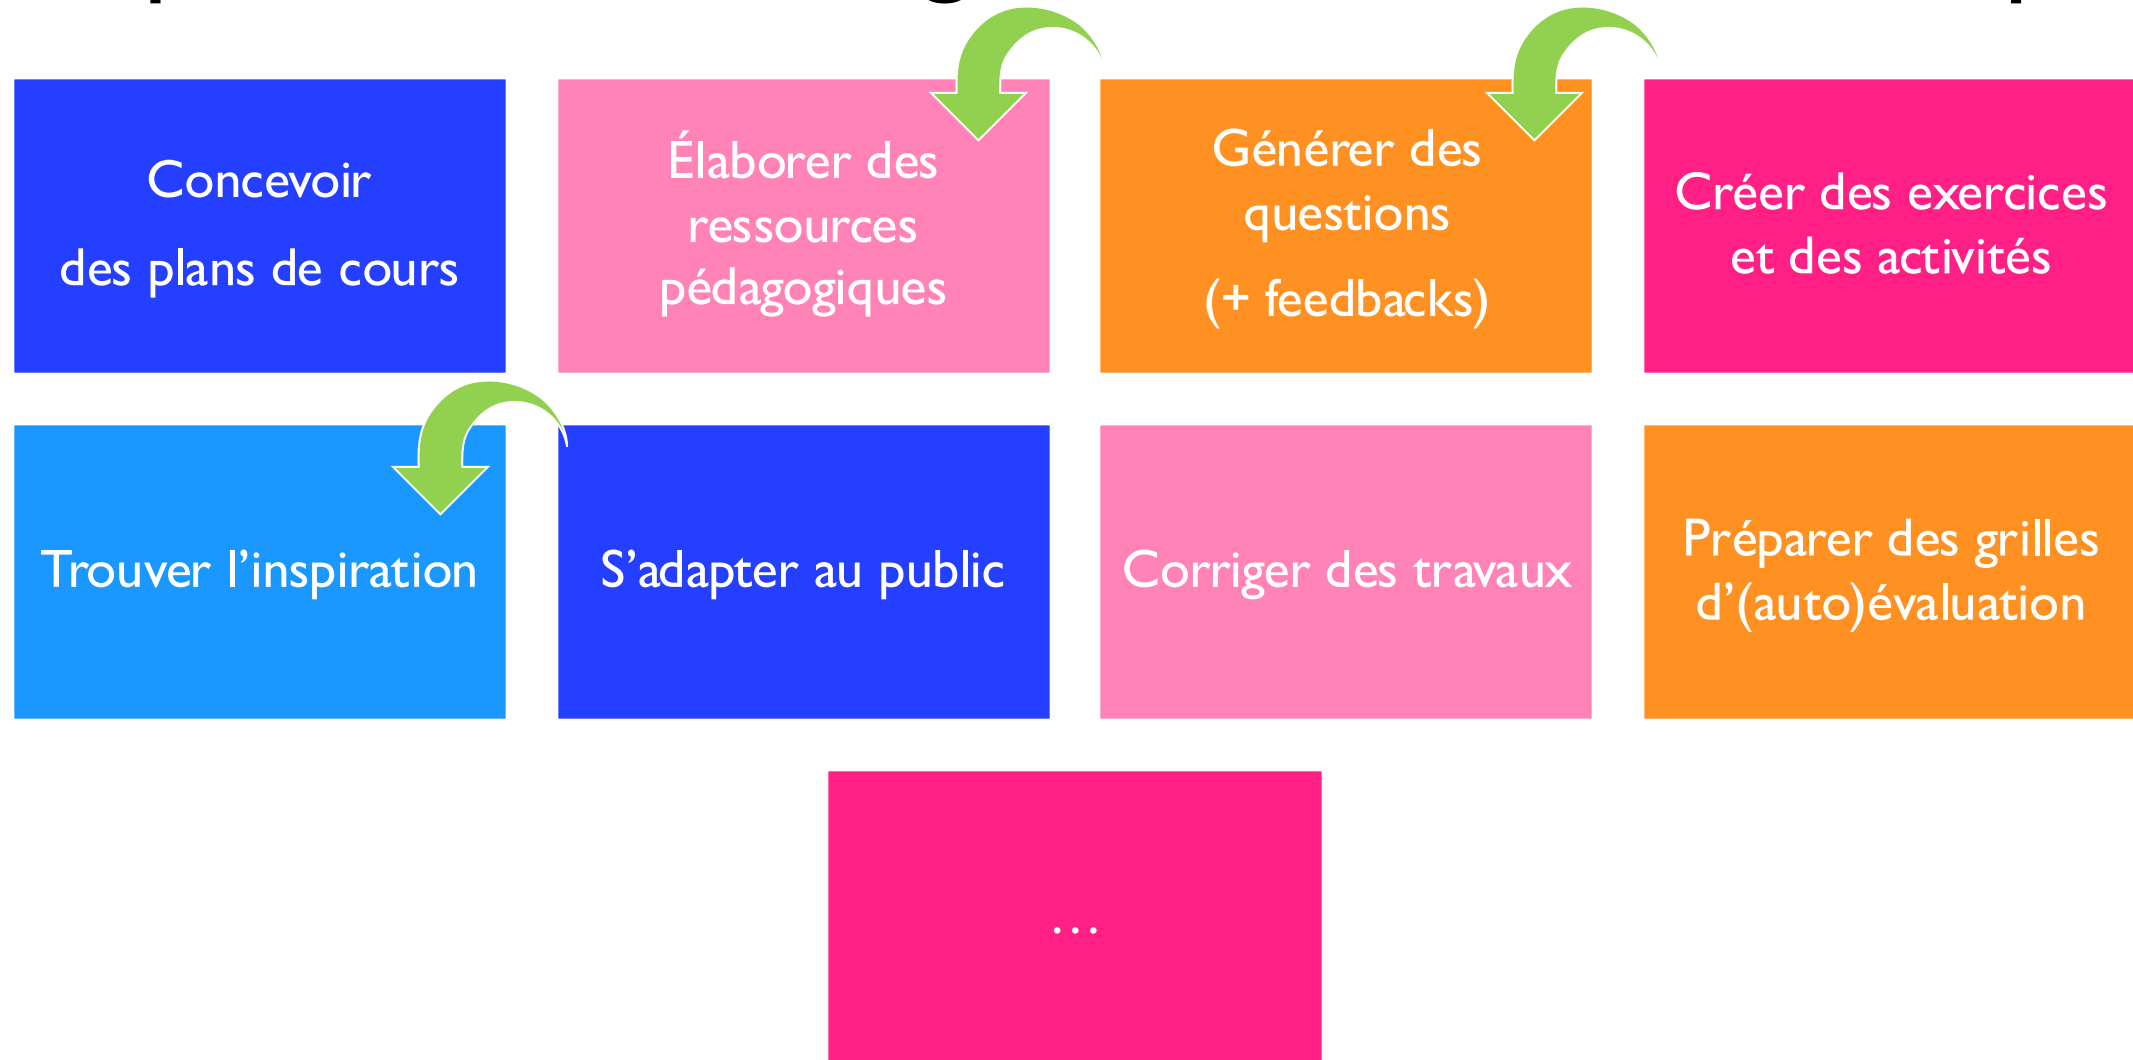 Concevoir
des plans de cours
Élaborer des
ressources
pédagogiques
Générer des
questions
(+ feedbacks)
Créer des exercices
et des activités
Trouver l’inspiration
S’adapter au public
Corriger des travaux
Préparer des grilles
d’(auto)évaluation
...